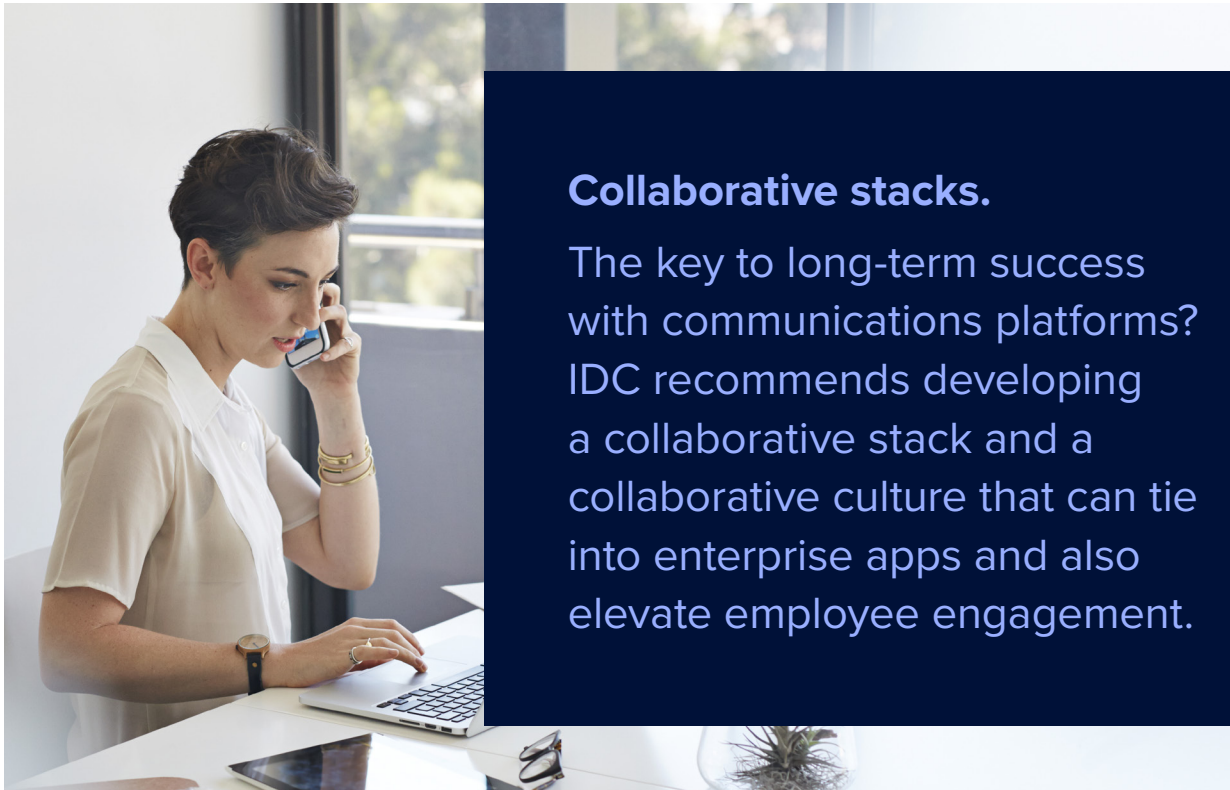 Collaborative stacks.
The key to long-term success
with communications platforms?
IDC recommends developing
a collaborative stack and a
collaborative culture that can tie
into enterprise apps and also
elevate employee engagement.